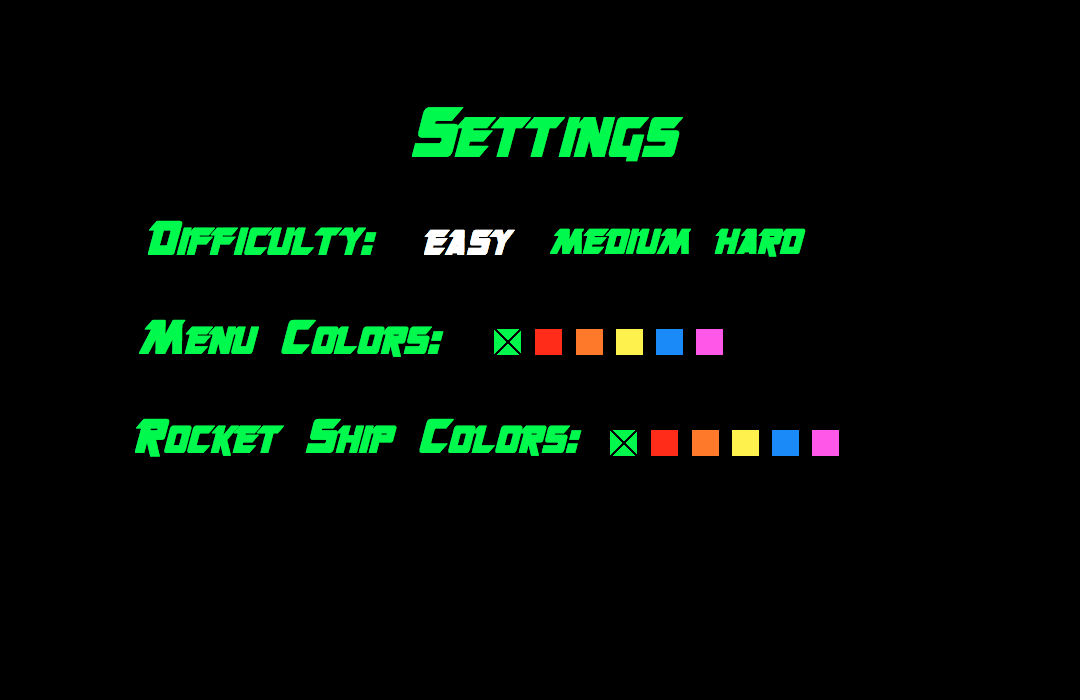 Settings
Difficulty: easy medium hard
Menu Colors:
Rocket Ship Colors: